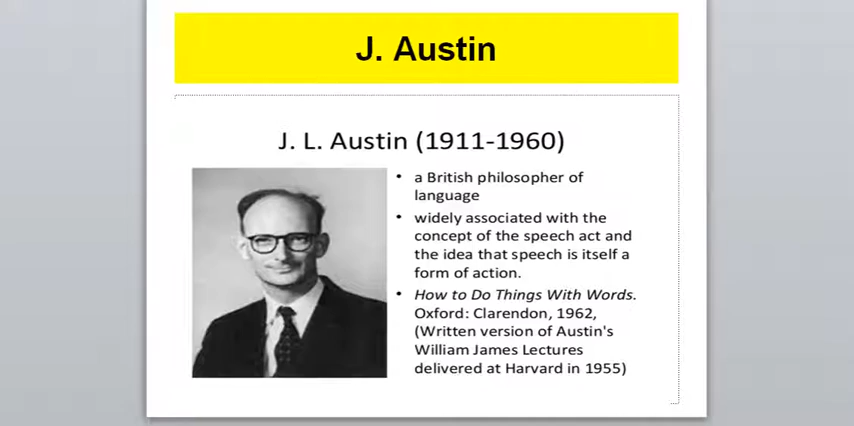 J. Austin
J. L. Austin (1911-1960)
• a British philosopher of
language
• widely associated with the
concept of the speech act and
the idea that speech is itself a
form of action.
• How to Do Things With Words.
Oxford: Clarendon, 1962,
(Written version of Austin's
William James Lectures
delivered at Harvard in 1955)